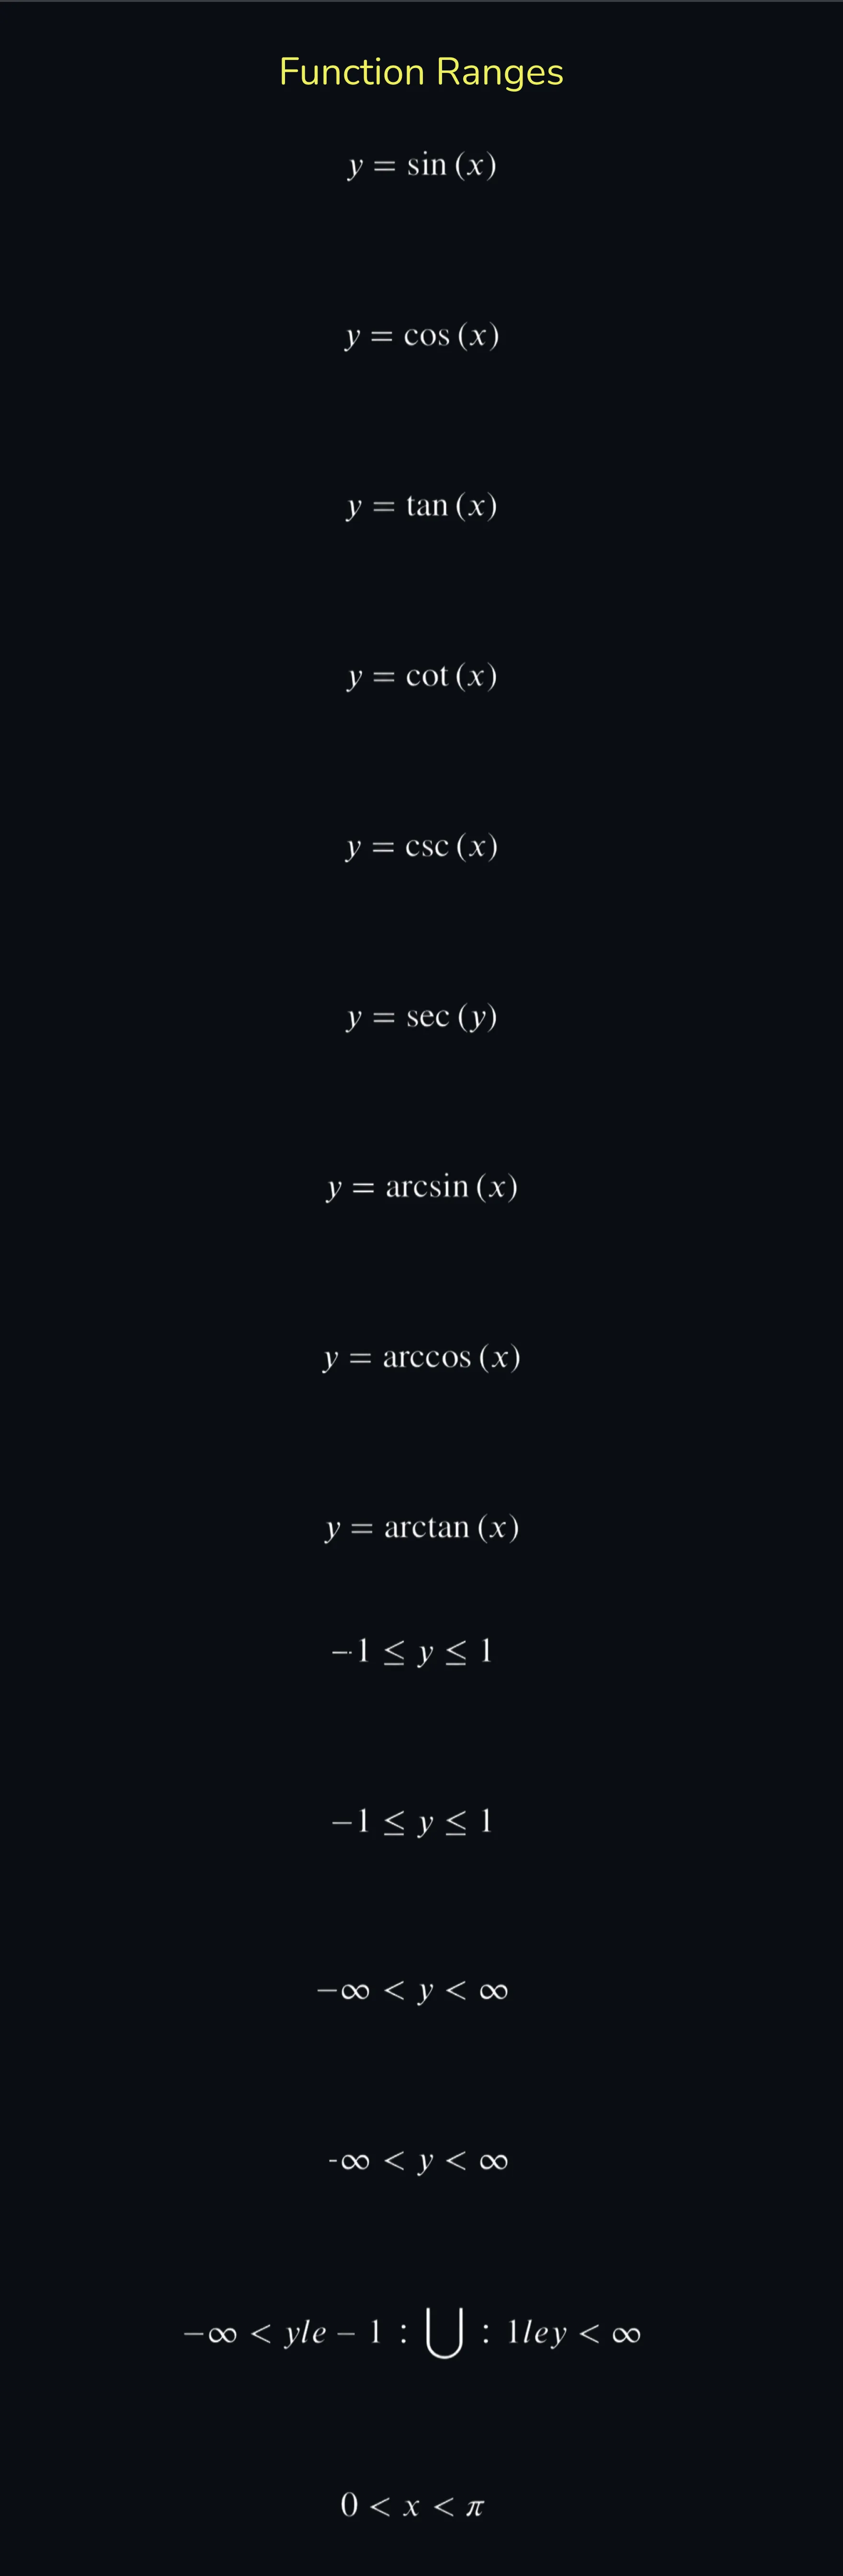 Function Ranges
y = sin (x)
y = cos (x)
y = tan (x)
y = cot (x)
y = csc (x)
y = sec (y)
y = arcsin (x)
y = arccos (x)
y = arctan (x)
−1 ≤ y ≤ 1
−1 ≤ y ≤ 1
−∞ < y < ∞
-∞ < y < ∞
−∞ < yle − 1 : ⋃ : 1ley < ∞
0 < x < π